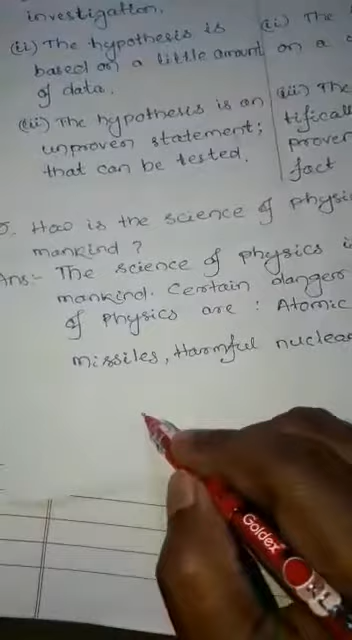 investigation.
(ii) The hypothesis is
based on a little amount
of data.
(iii) The hypothesis is an
unproven statement;
that can be tested.
(ii) The
on a
(iii) The
tifical
proven
fact
5. How is the science of physi
mankind ?
Ans:- The science of physics i
mankind. Certain danger
of Physics are : Atomic
missiles, Harmful nuclea
Goldex